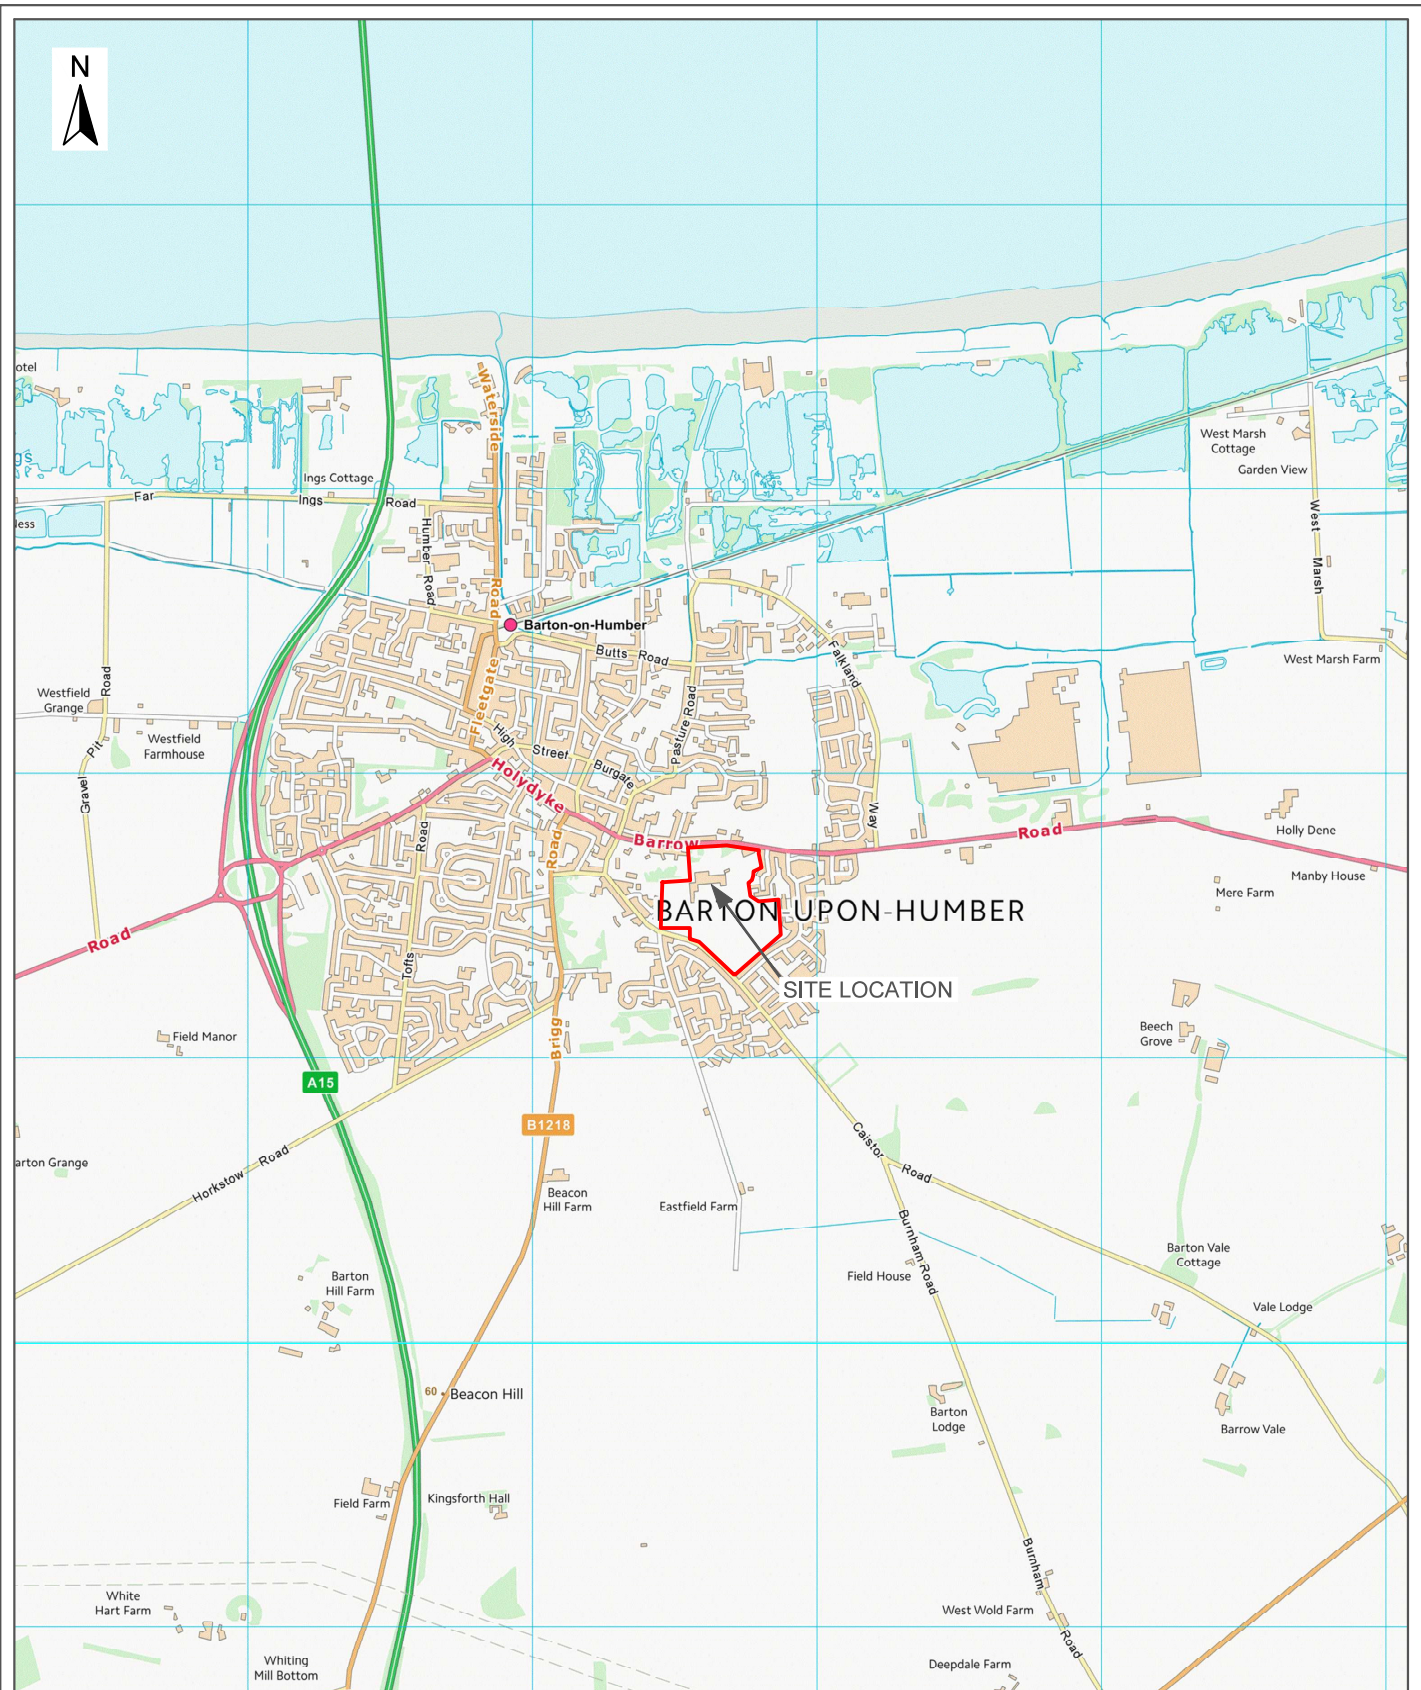 N
otel
Waterside
West Marsh
Cottage
Garden View
gs
Ings Cottage
Far
Ings
Road
less
Humber Road
West Marsh
Road
Barton-on-Humber
Butts Road
Falkland
West Marsh Farm
Westfield
Grange
Road
Fleetgate
Pasture Road
Westfield
Farmhouse
High
Street
Burgate
Pit
Gravel
Holydyke
Way
Road
Road
Barrow
Road
Holly Dene
Manby House
Mere Farm
BARTON-UPON-HUMBER
Road
Tofts
SITE LOCATION
Field Manor
Brigg
Beech
Grove
A15
B1218
Caistor
Road
arton Grange
Horkstow
Road
Beacon
Hill Farm
Eastfield Farm
Burnham Road
Barton Vale
Cottage
Field House
Barton
Hill Farm
Vale Lodge
60
Beacon Hill
Barton
Lodge
Barrow Vale
Field Farm
Kingsforth Hall
Burnham
White
Hart Farm
West Wold Farm
Road
Whiting
Mill Bottom
Deepdale Farm